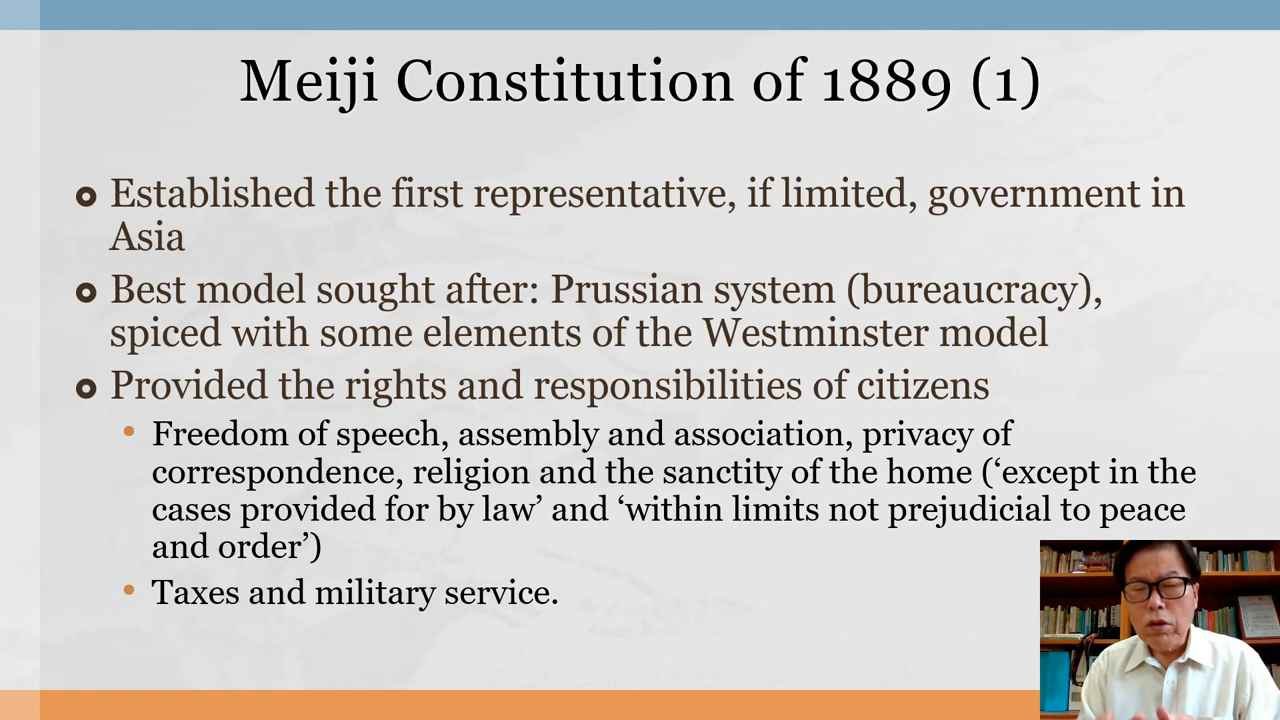 Meiji Constitution of 1889 (1)
Established the first representative, if limited, government in
Asia
Best model sought after: Prussian system (bureaucracy),
spiced with some elements of the Westminster model
Provided the rights and responsibilities of citizens
Freedom of speech, assembly and association, privacy of
correspondence, religion and the sanctity of the home (‘except in the
cases provided for by law’ and ‘within limits not prejudicial to peace
and order’)
Taxes and military service.